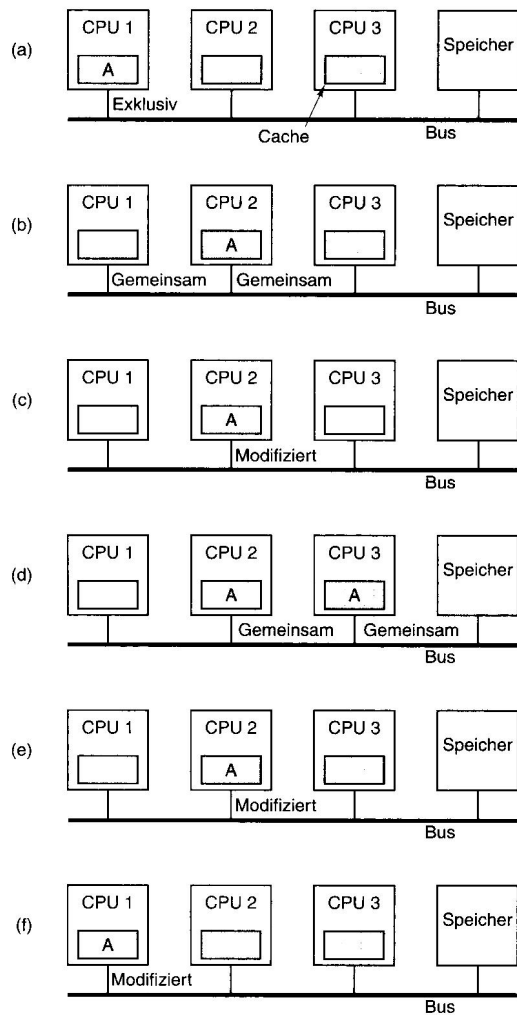 (a)
CPU 1 CPU 2 CPU 3 Speicher
A
Exklusiv
Cache
Bus
(b)
CPU 1 CPU 2 CPU 3 Speicher
A
Gemeinsam Gemeinsam
Bus
(c)
CPU 1 CPU 2 CPU 3 Speicher
A
Modifiziert
Bus
(d)
CPU 1 CPU 2 CPU 3 Speicher
A A
Gemeinsam Gemeinsam
Bus
(e)
CPU 1 CPU 2 CPU 3 Speicher
A
Modifiziert
Bus
(f)
CPU 1 CPU 2 CPU 3 Speicher
A
Modifiziert
Bus